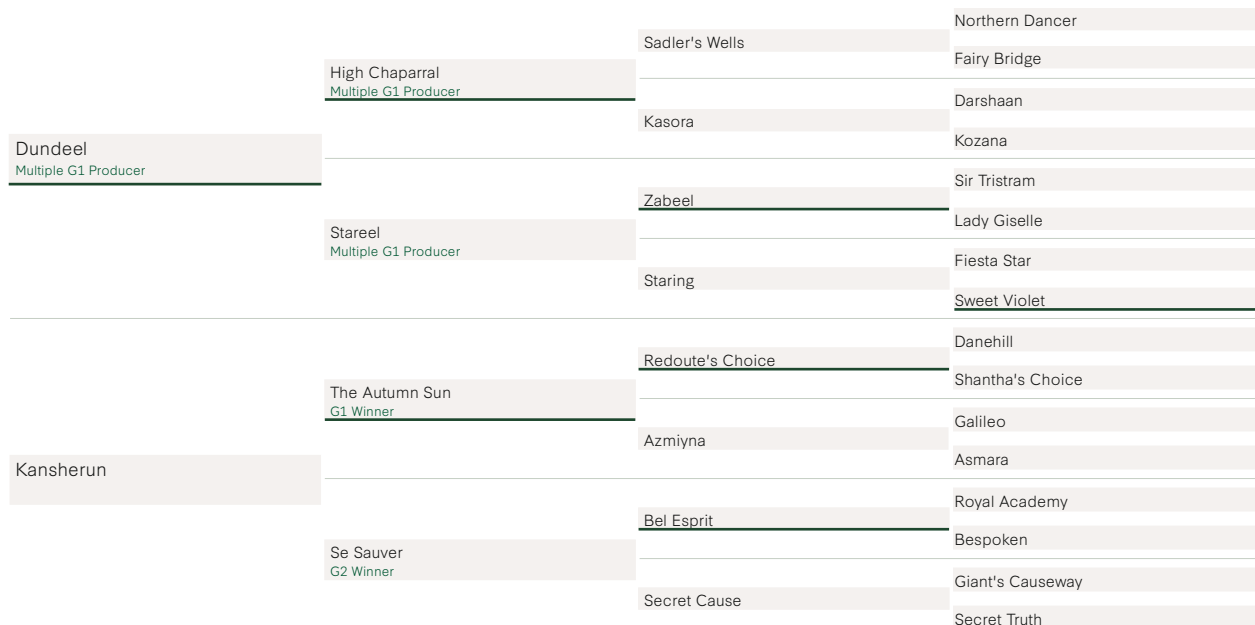 Northern Dancer
Sadler's Wells
Fairy Bridge
High Chaparral
Multiple G1 Producer
Darshaan
Kasora
Kozana
Dundeel
Multiple G1 Producer
Sir Tristram
Zabeel
Lady Giselle
Stareel
Multiple G1 Producer
Fiesta Star
Staring
Sweet Violet
Danehill
Redoute's Choice
Shantha's Choice
The Autumn Sun
G1 Winner
Galileo
Azmiyna
Asmara
Kansherun
Royal Academy
Bel Esprit
Bespoken
Se Sauver
G2 Winner
Giant's Causeway
Secret Cause
Secret Truth